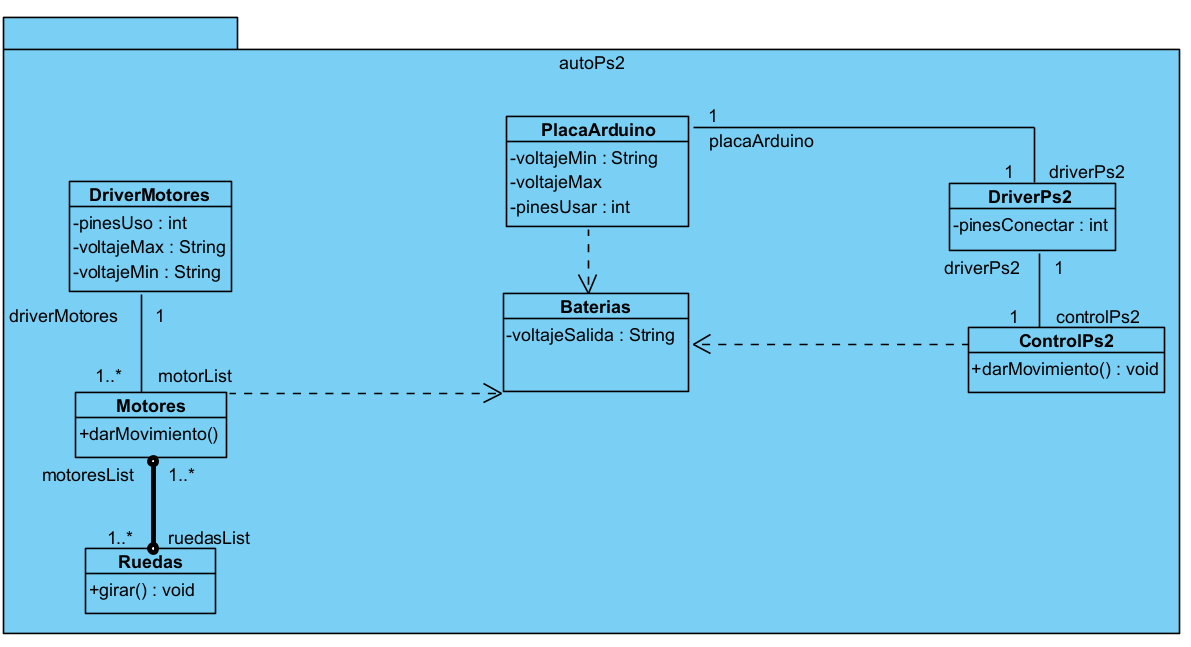 autoPs2
PlacaArduino
-voltajeMin : String
-voltajeMax
-pinesUsar : int
1
placaArduino
1
driverPs2
DriverPs2
-pinesConectar : int
driverPs2
1
1
controlPs2
ControlPs2
+darMovimiento() : void
Baterias
-voltajeSalida : String
DriverMotores
-pinesUso : int
-voltajeMax : String
-voltajeMin : String
driverMotores
1
1..*
motorList
Motores
+darMovimiento()
motoresList
1..*
1..*
ruedasList
Ruedas
+girar() : void